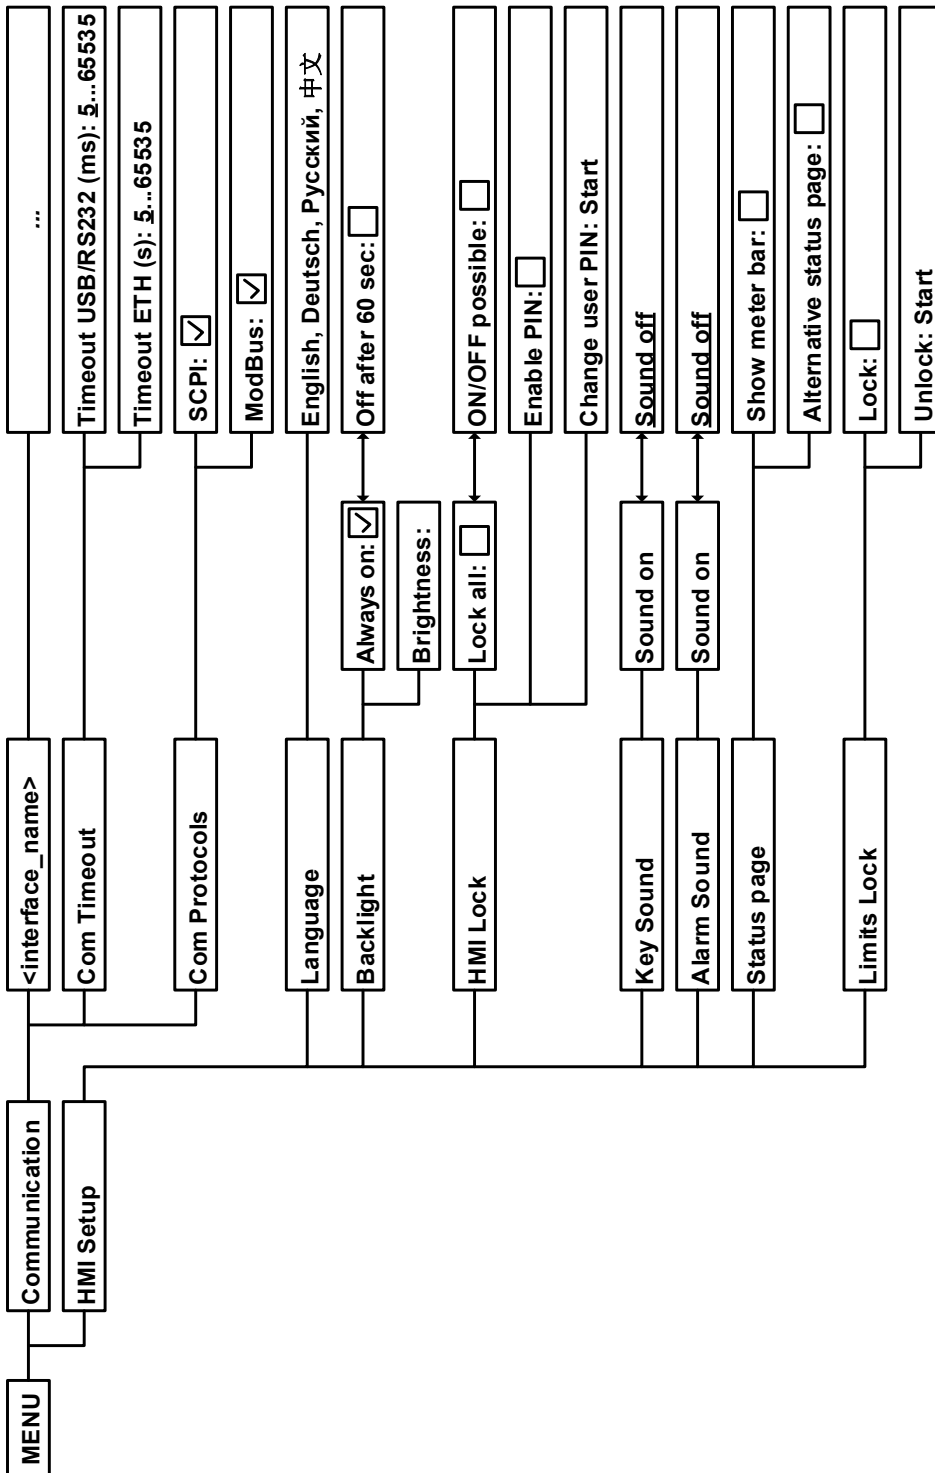 MENU
Communication
<interface_name>
...
Com Timeout
Timeout USB/RS232 (ms): 5...65535
Timeout ETH (s): 5...65535
Com Protocols
SCPI:
ModBus:
HMI Setup
Language
English, Deutsch, Русский, 中文
Backlight
Always on:
Off after 60 sec:
Brightness:
HMI Lock
Lock all:
ON/OFF possible:
Enable PIN:
Change user PIN: Start
Key Sound
Sound on
Sound off
Alarm Sound
Sound on
Sound off
Status page
Show meter bar:
Alternative status page:
Limits Lock
Lock:
Unlock: Start